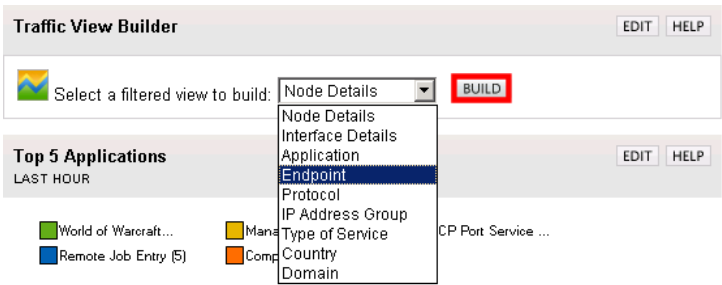 Traffic View Builder
EDIT HELP
Select a filtered view to build: Node Details BUILD
Node Details
Interface Details
Application
Endpoint
Protocol
IP Address Group
Type of Service
Country
Domain
Top 5 Applications
EDIT HELP
LAST HOUR
World of Warcraft...
CP Port Service ...
Remote Job Entry (5)